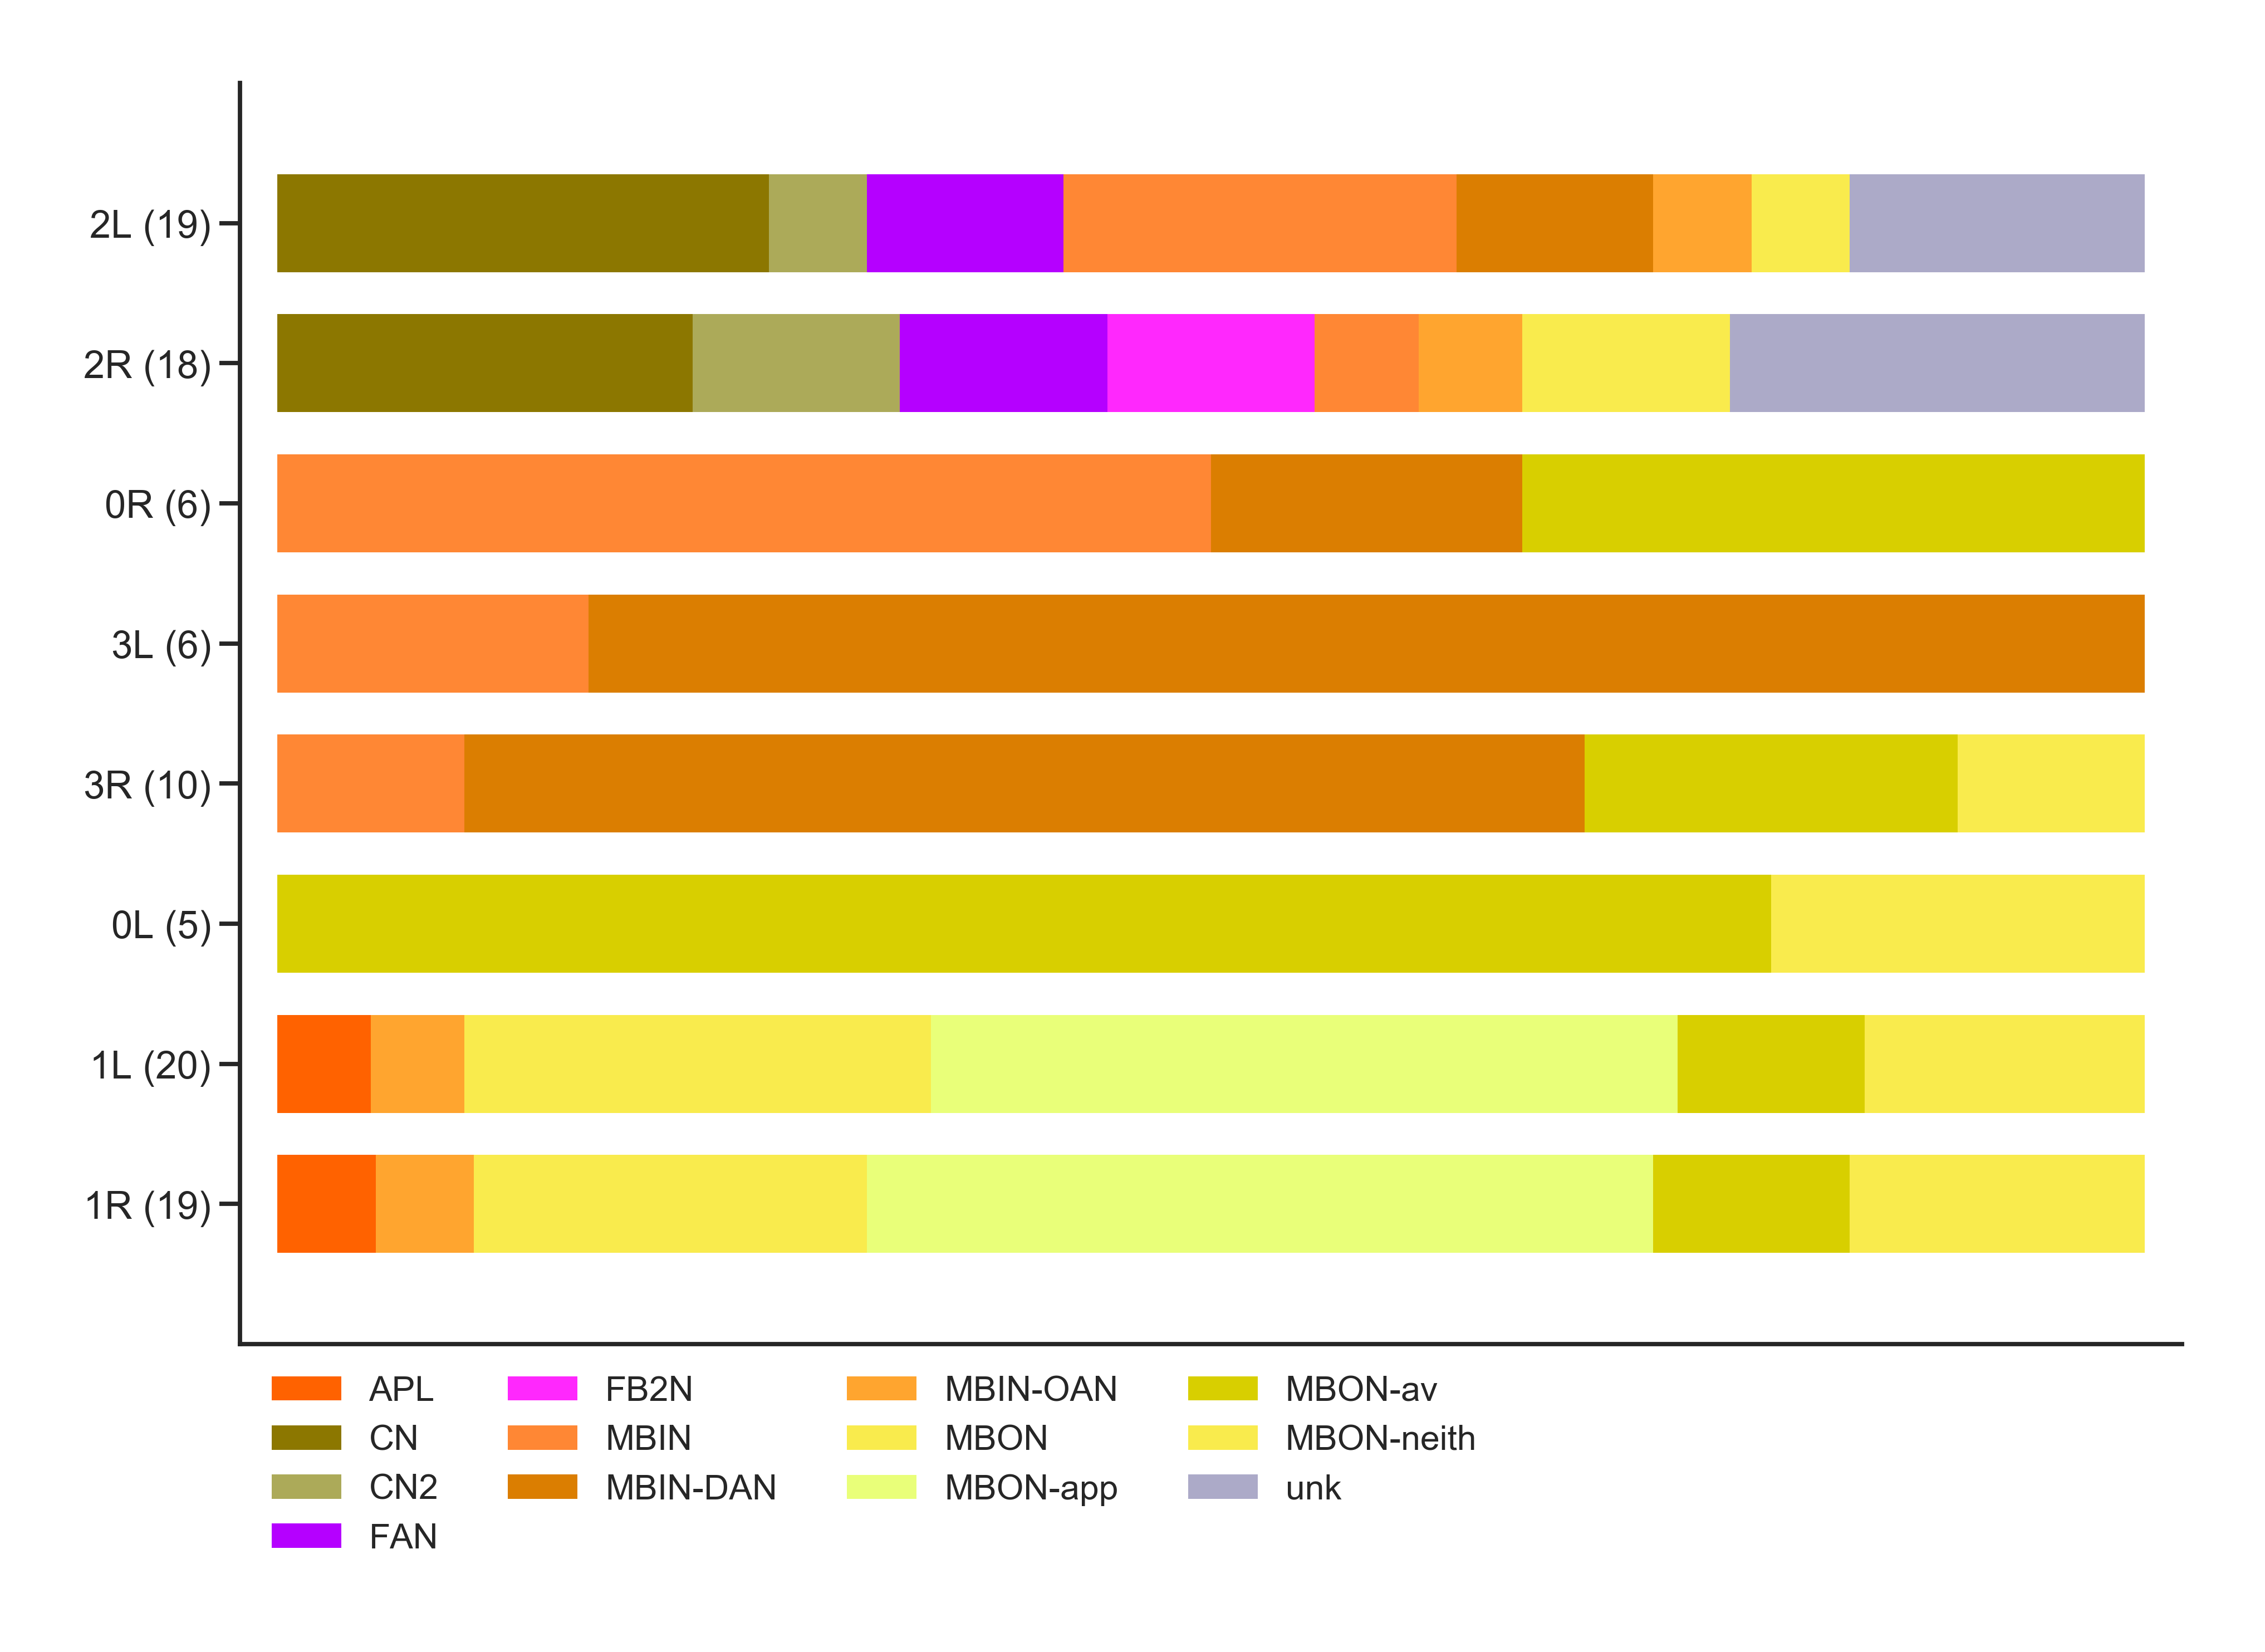 2L (19)
2R (18)
0R (6)
3L (6)
3R (10)
0L (5)
1L (20)
1R (19)
APL
CN
CN2
FAN
FB2N
MBIN
MBIN-DAN
MBIN-OAN
MBON
MBON-app
MBON-av
MBON-neith
unk